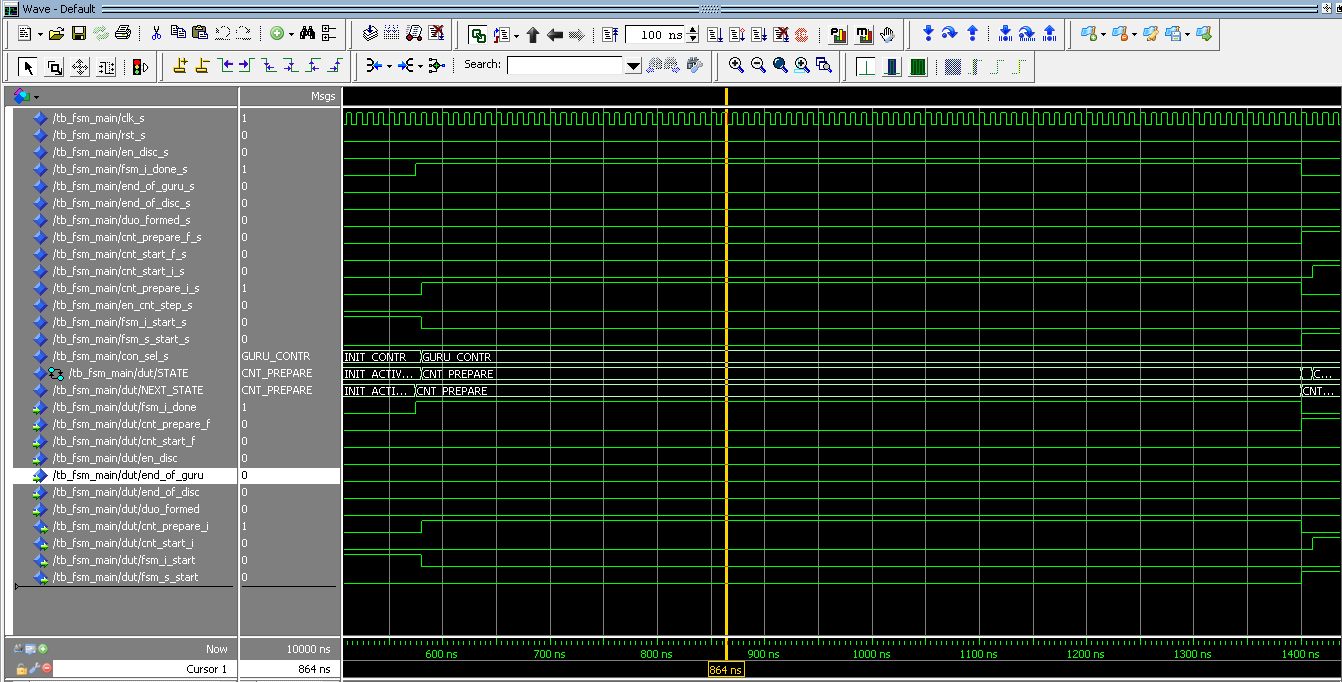 Wave - Default
100 ns
Search:
Msgs
/tb_fsm_main/clk_s 1
/tb_fsm_main/rst_s 0
/tb_fsm_main/en_disc_s 0
/tb_fsm_main/fsm_i_done_s 1
/tb_fsm_main/end_of_guru_s 0
/tb_fsm_main/end_of_disc_s 0
/tb_fsm_main/duo_formed_s 0
/tb_fsm_main/cnt_prepare_f_s 0
/tb_fsm_main/cnt_start_f_s 0
/tb_fsm_main/cnt_start_i_s 0
/tb_fsm_main/cnt_prepare_i_s 1
/tb_fsm_main/en_cnt_step_s 0
/tb_fsm_main/fsm_i_start_s 0
/tb_fsm_main/fsm_s_start_s 0
/tb_fsm_main/con_sel_s GURU_CONTR INIT_CONTR GURU_CONTR
/tb_fsm_main/dut/STATE CNT_PREPARE INIT_ACTIV... CNT_PREPARE C...
/tb_fsm_main/dut/NEXT_STATE CNT_PREPARE INIT_ACTI... CNT_PREPARE CNT...
/tb_fsm_main/dut/fsm_i_done 1
/tb_fsm_main/dut/cnt_prepare_f 0
/tb_fsm_main/dut/cnt_start_f 0
/tb_fsm_main/dut/en_disc 0
/tb_fsm_main/dut/end_of_guru 0
/tb_fsm_main/dut/end_of_disc 0
/tb_fsm_main/dut/duo_formed 0
/tb_fsm_main/dut/cnt_prepare_i 1
/tb_fsm_main/dut/cnt_start_i 0
/tb_fsm_main/dut/fsm_i_start 0
/tb_fsm_main/dut/fsm_s_start 0
Now 10000 ns 600 ns 700 ns 800 ns 900 ns 1000 ns 1100 ns 1200 ns 1300 ns 1400 ns
Cursor 1 864 ns 864 ns